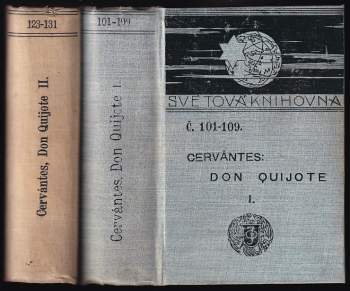 123-131
Cervántes, Don Quijote II.
101-109
Cervántes, Don Quijote I.
SVĚTOVÁ KNIHOVNA
Č. 101-109.
CERVÁNTES:
DON QUIJOTE
I.